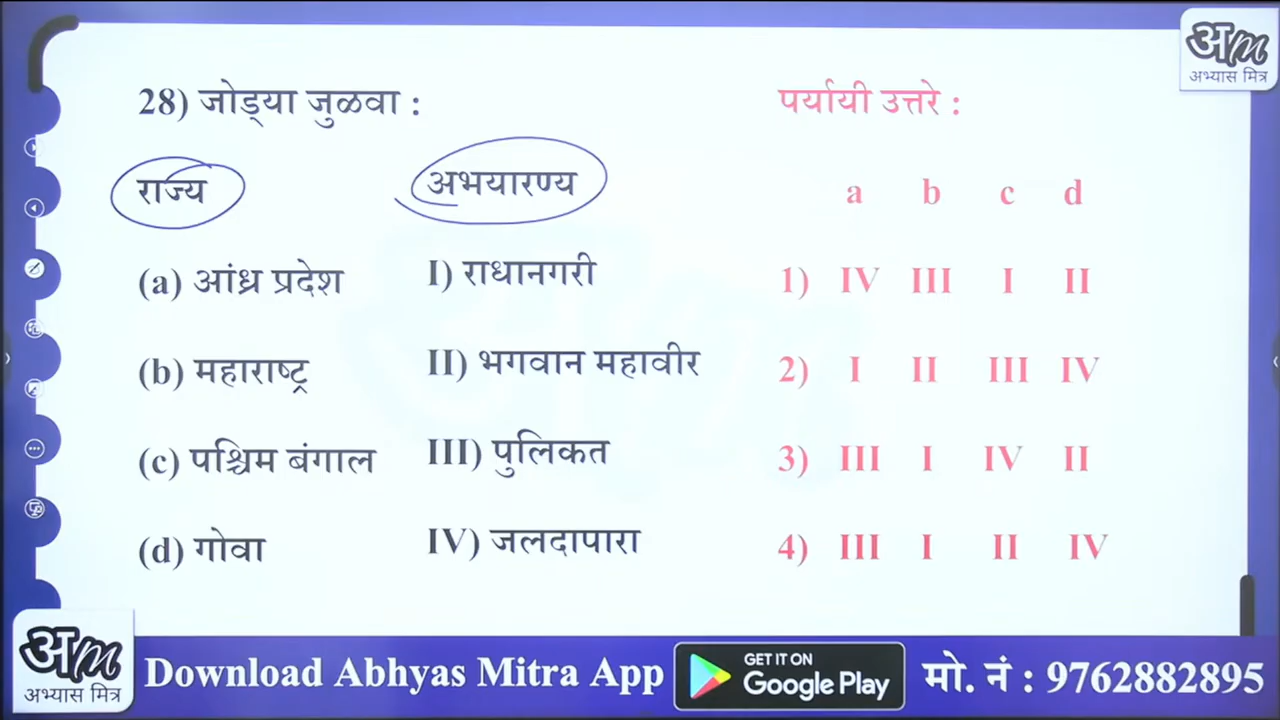 अm
अभ्यास मित्र
28) जोड्या जुळवा :
पर्यायी उत्तरे :
राज्य अभयारण्य
a b c d
(a) आंध्र प्रदेश I) राधानगरी
1) IV III I II
(b) महाराष्ट्र II) भगवान महावीर
2) I II III IV
(c) पश्चिम बंगाल III) पुलिकत
3) III I IV II
(d) गोवा IV) जलदापारा
4) III I II IV
अm
अभ्यास मित्र
Download Abhyas Mitra App
GET IT ON
Google Play
मो. नं : 9762882895